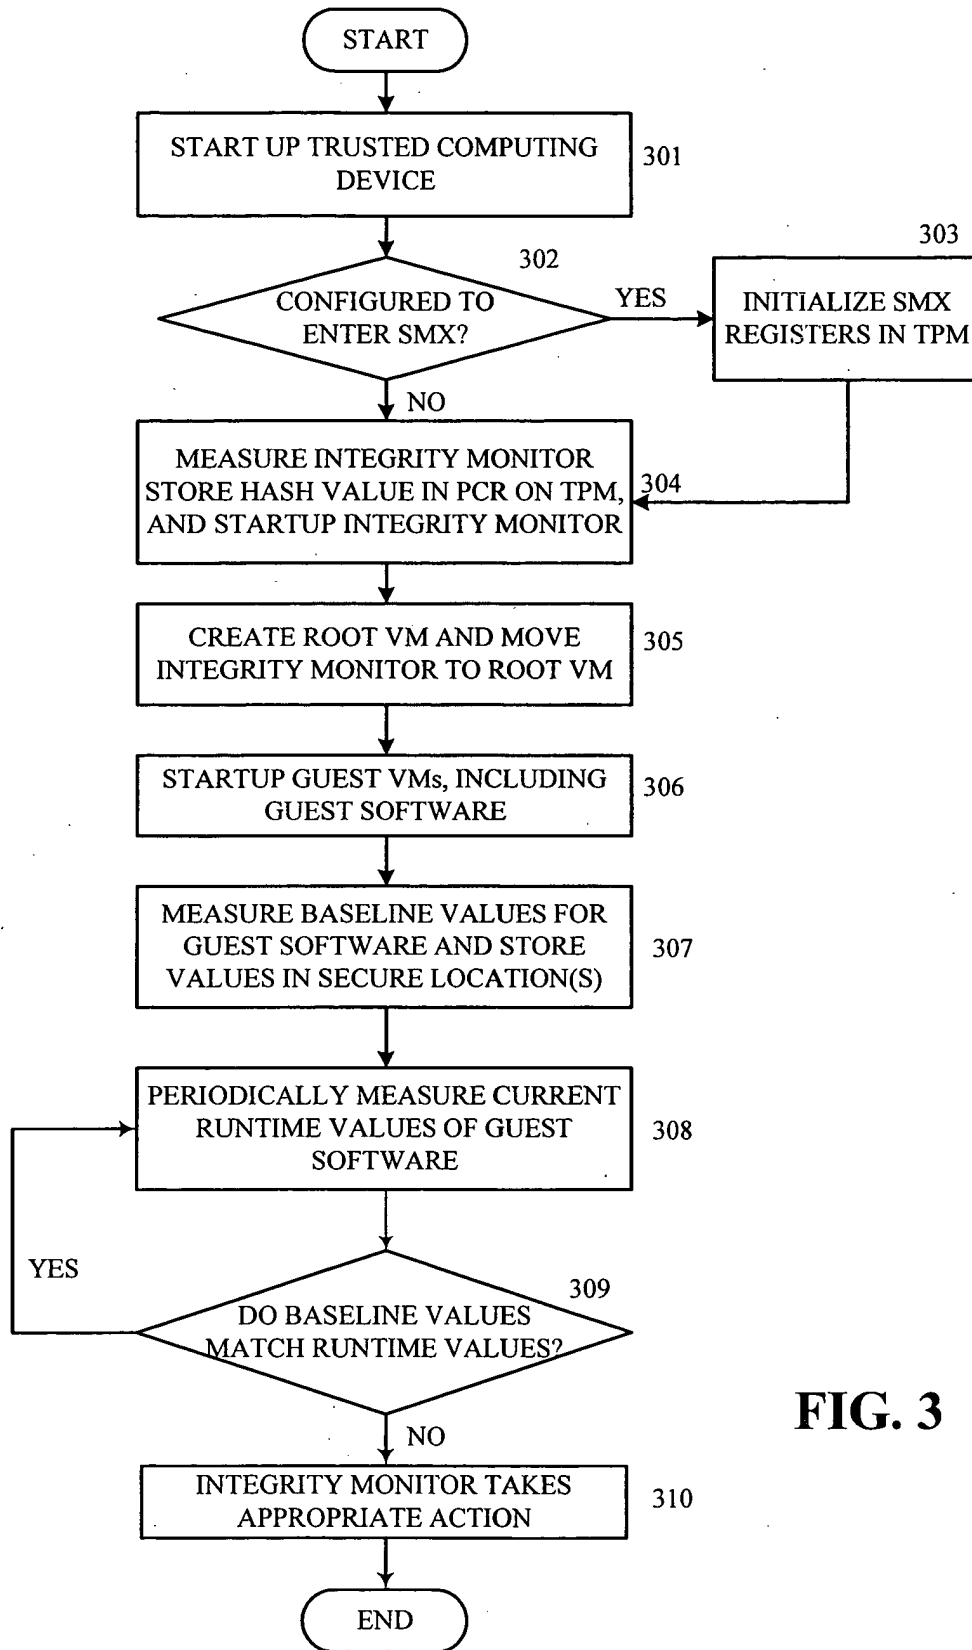 START
START UP TRUSTED COMPUTING
DEVICE
301
302
CONFIGURED TO
ENTER SMX?
YES
303
INITIALIZE SMX
REGISTERS IN TPM
NO
MEASURE INTEGRITY MONITOR
STORE HASH VALUE IN PCR ON TPM,
AND STARTUP INTEGRITY MONITOR
304
CREATE ROOT VM AND MOVE
INTEGRITY MONITOR TO ROOT VM
305
STARTUP GUEST VMs, INCLUDING
GUEST SOFTWARE
306
MEASURE BASELINE VALUES FOR
GUEST SOFTWARE AND STORE
VALUES IN SECURE LOCATION(S)
307
PERIODICALLY MEASURE CURRENT
RUNTIME VALUES OF GUEST
SOFTWARE
308
YES
309
DO BASELINE VALUES
MATCH RUNTIME VALUES?
NO
INTEGRITY MONITOR TAKES
APPROPRIATE ACTION
310
END
FIG. 3